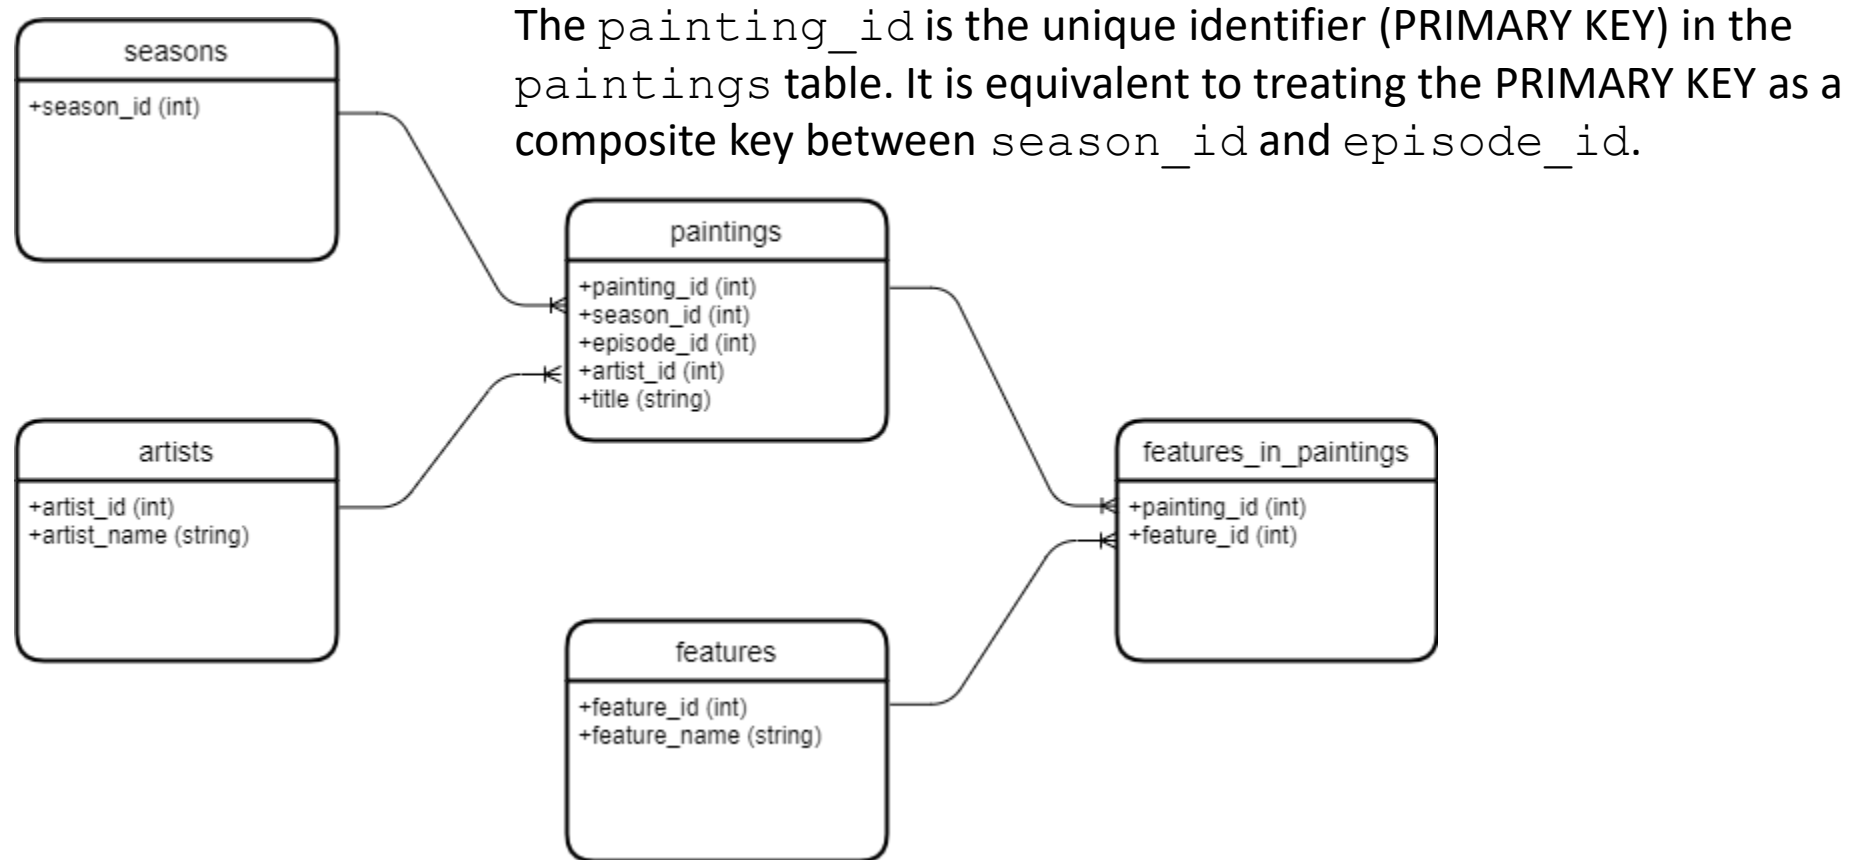 The painting_id is the unique identifier (PRIMARY KEY) in the
paintings table. It is equivalent to treating the PRIMARY KEY as a
composite key between season_id and episode_id.
seasons
+season_id (int)
paintings
+painting_id (int)
+season_id (int)
+episode_id (int)
+artist_id (int)
+title (string)
artists
+artist_id (int)
+artist_name (string)
features_in_paintings
+painting_id (int)
+feature_id (int)
features
+feature_id (int)
+feature_name (string)